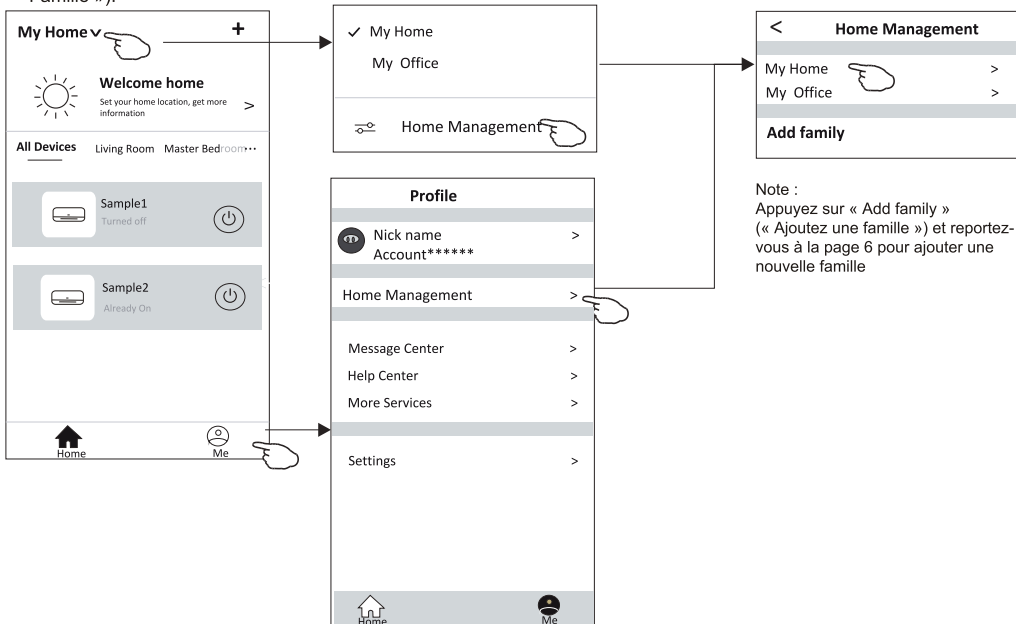 Famille »).
My Home
+
Welcome home
Set your home location, get more
information
>
All Devices Living Room Master Bedroom...
Sample1
Turned off
Sample2
Already On
Home
Me
✓ My Home
My Office
Home Management
Profile
Nick name >
Account******
Home Management >
Message Center >
Help Center >
More Services >
Settings >
Home
Me
< Home Management
My Home >
My Office >
Add family
Note :
Appuyez sur « Add family »
(« Ajoutez une famille ») et reportez-
vous à la page 6 pour ajouter une
nouvelle famille